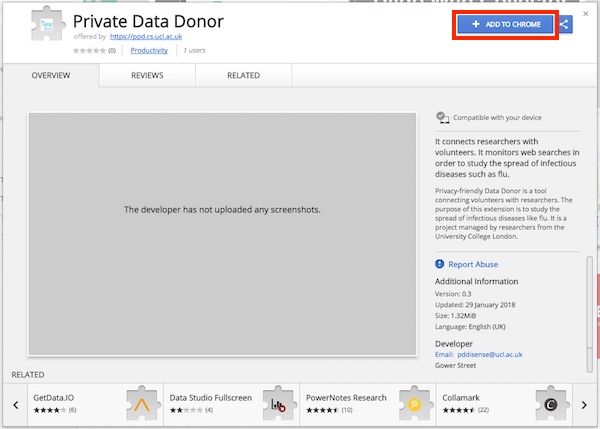 Private Data Donor
offered by https://ppd.cs.ucl.ac.uk
(0) Productivity 1 users
ADD TO CHROME
OVERVIEW REVIEWS RELATED
The developer has not uploaded any screenshots.
Compatible with your device
It connects researchers with
volunteers. It monitors web searches in
order to study the spread of infectious
diseases such as flu.
Privacy-friendly Data Donor is a tool
connecting volunteers with researchers. The
purpose of this extension is to study the
spread of infectious diseases like flu. It is a
project managed by researchers from the
University College London.
Report Abuse
Additional Information
Version: 0.3
Updated: 29 January 2018
Size: 1.32MiB
Language: English (UK)
Developer
Email: pddisense@ucl.ac.uk
Gower Street
RELATED
GetData.IO
(6)
Data Studio Fullscreen
(4)
PowerNotes Research
(10)
Collamark
(22)